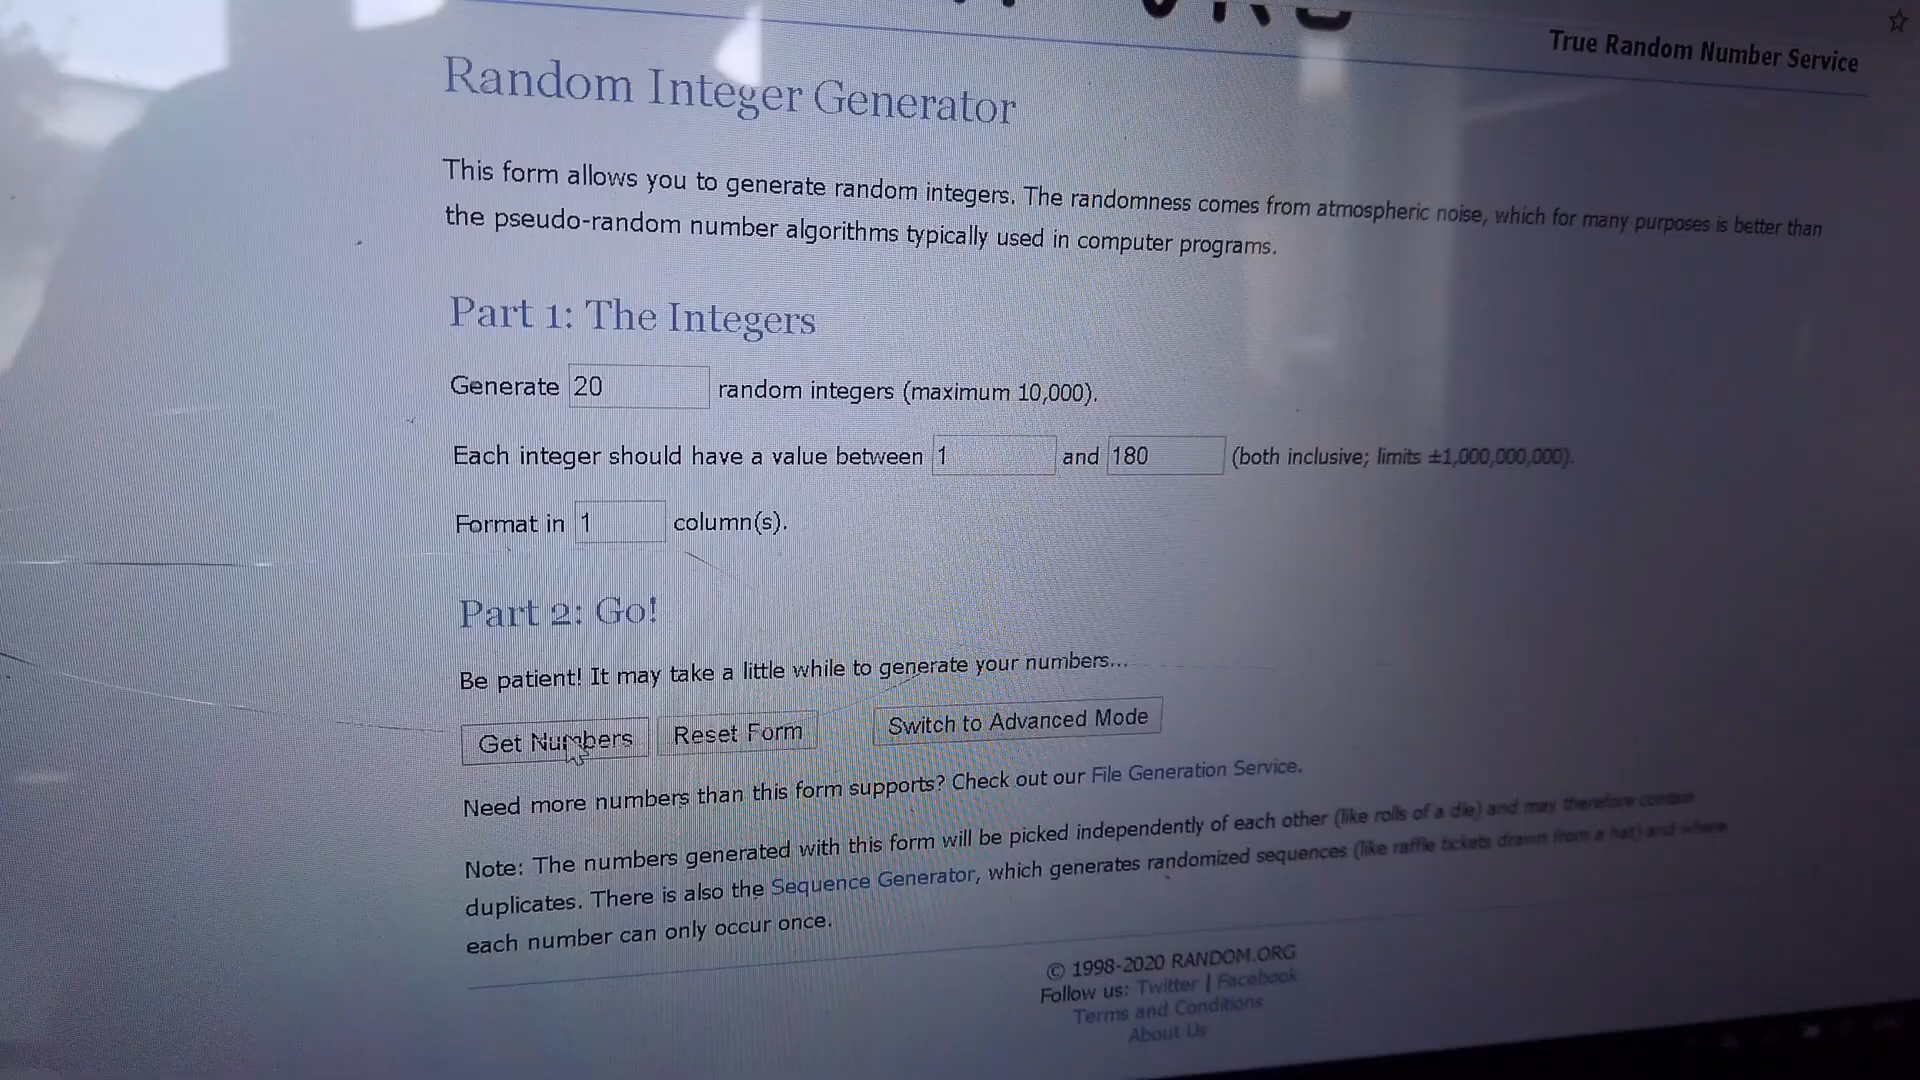 True Random Number Service
Random Integer Generator
This form allows you to generate random integers. The randomness comes from atmospheric noise, which for many purposes is better than
the pseudo-random number algorithms typically used in computer programs.
Part 1: The Integers
Generate 20 random integers (maximum 10,000).
Each integer should have a value between 1 and 180 (both inclusive; limits ±1,000,000,000).
Format in 1 column(s).
Part 2: Go!
Be patient! It may take a little while to generate your numbers...
Get Numbers Reset Form Switch to Advanced Mode
Need more numbers than this form supports? Check out our File Generation Service.
Note: The numbers generated with this form will be picked independently of each other (like rolls of a die) and may therefore contain
duplicates. There is also the Sequence Generator, which generates randomized sequences (like raffle tickets drawn from a hat) and where
each number can only occur once.
© 1998-2020 RANDOM.ORG
Follow us: Twitter | Facebook
Terms and Conditions
About Us